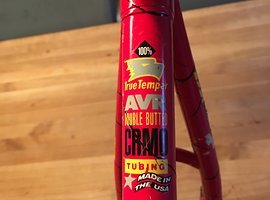 100%
True Temper
AVR
DOUBLE BUTTED
CRMO
TUBING
MADE IN
THE USA